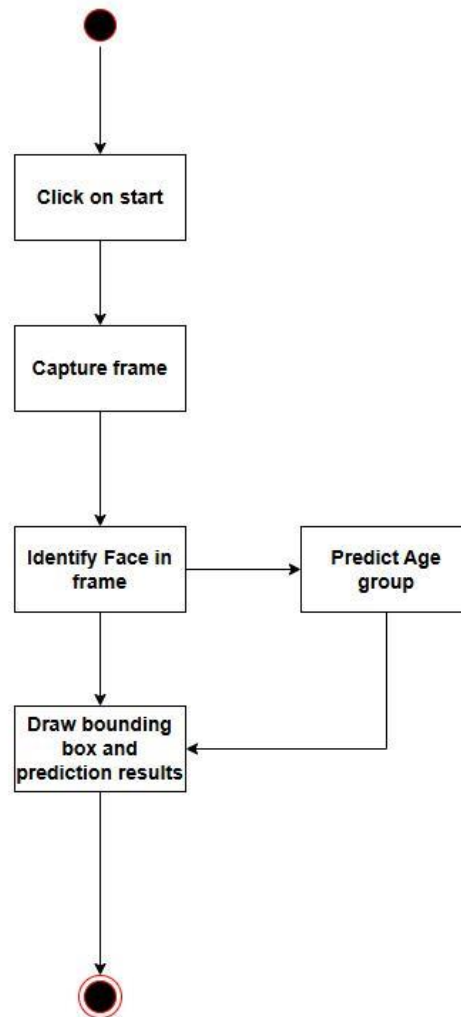 Click on start
Capture frame
Identify Face in
frame
Predict Age
group
Draw bounding
box and
prediction results